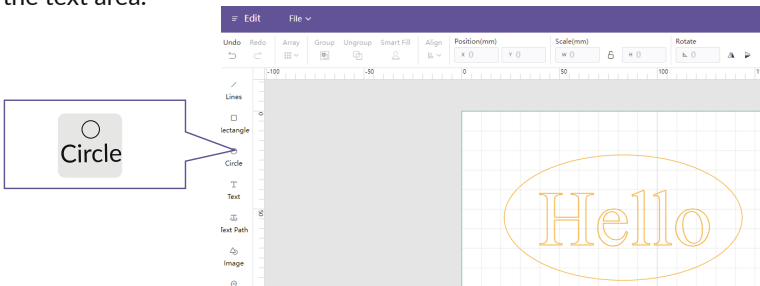 the text area.
Edit File
Undo Redo Array Group Ungroup Smart Fill Align Position(mm) Scale(mm) Rotate
X 0 Y 0 W 0 H 0 0
-100 -50 0 50 100
Lines
0
Rectangle
Circle
Circle
Text
50
Text Path
Image
Hello